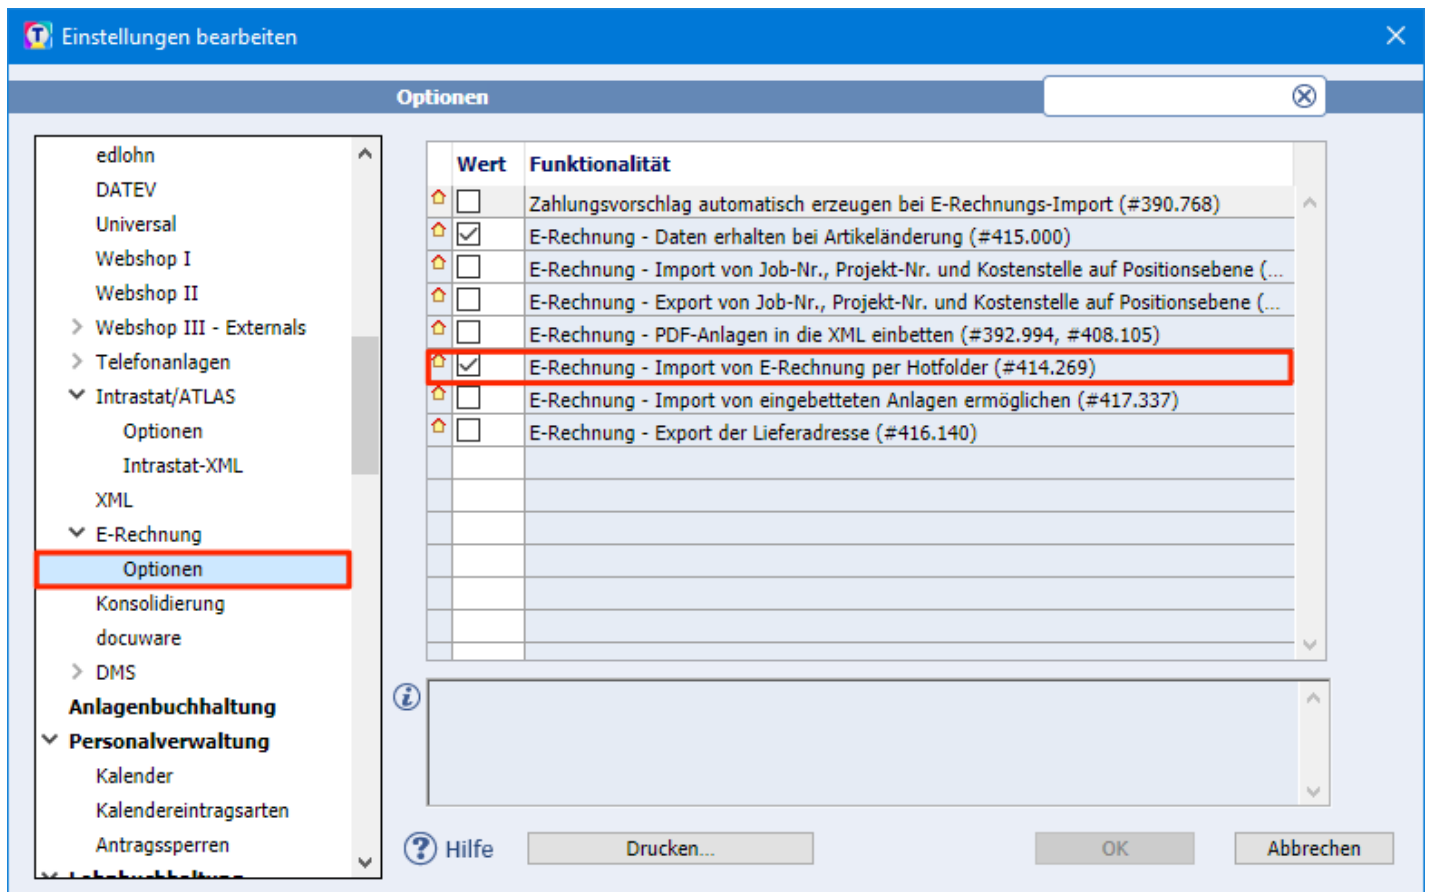 Einstellungen bearbeiten
Optionen
edlohn
DATEV
Universal
Webshop I
Webshop II
Webshop III - Externals
Telefonanlagen
Intrastat/ATLAS
Optionen
Intrastat-XML
XML
E-Rechnung
Optionen
Konsolidierung
docuware
DMS
Anlagenbuchhaltung
Personalverwaltung
Kalender
Kalendereintragsarten
Antragssperren
Wert Funktionalität
Zahlungsvorschlag automatisch erzeugen bei E-Rechnungs-Import (#390.768)
E-Rechnung - Daten erhalten bei Artikeländerung (#415.000)
E-Rechnung - Import von Job-Nr., Projekt-Nr. und Kostenstelle auf Positionsebene (...
E-Rechnung - Export von Job-Nr., Projekt-Nr. und Kostenstelle auf Positionsebene (...
E-Rechnung - PDF-Anlagen in die XML einbetten (#392.994, #408.105)
E-Rechnung - Import von E-Rechnung per Hotfolder (#414.269)
E-Rechnung - Import von eingebetteten Anlagen ermöglichen (#417.337)
E-Rechnung - Export der Lieferadresse (#416.140)
Hilfe
Drucken...
OK
Abbrechen